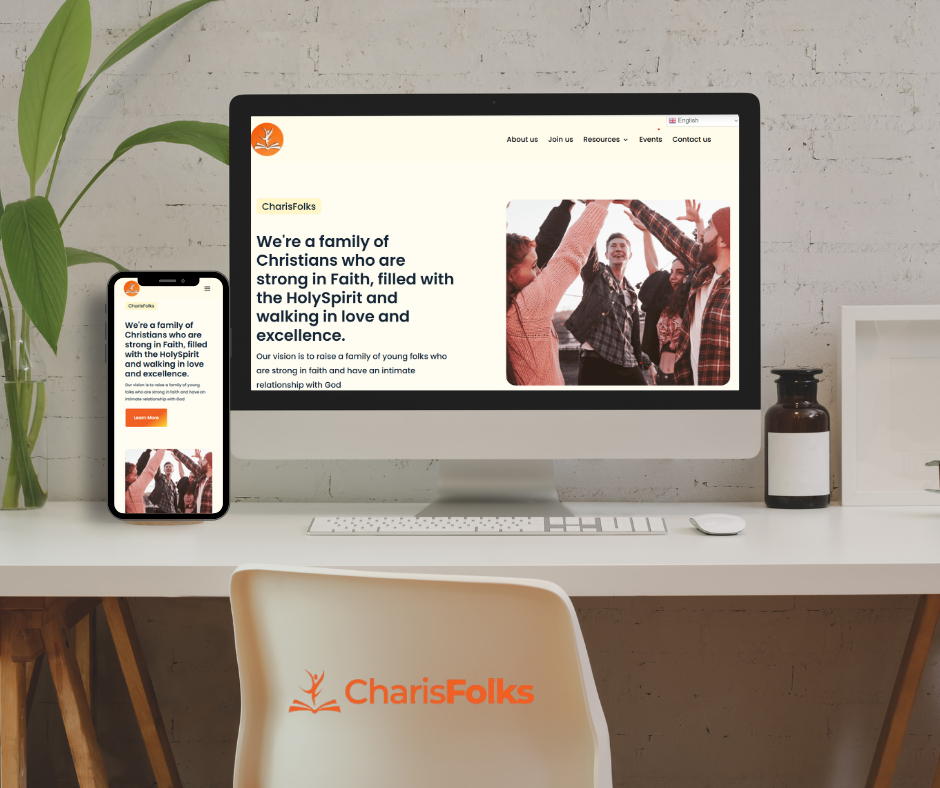 English
About us Join us Resources Events Contact us
CharisFolks
We're a family of
Christians who are
strong in Faith, filled with
the HolySpirit and
walking in love and
excellence.
Our vision is to raise a family of young folks who
are strong in faith and have an intimate
relationship with God
CharisFolks
We're a family of
Christians who are
strong in Faith, filled
with the HolySpirit
and walking in love
and excellence.
Our vision is to raise a family of young
folks who are strong in faith and have an
intimate relationship with God
Learn More
CharisFolks